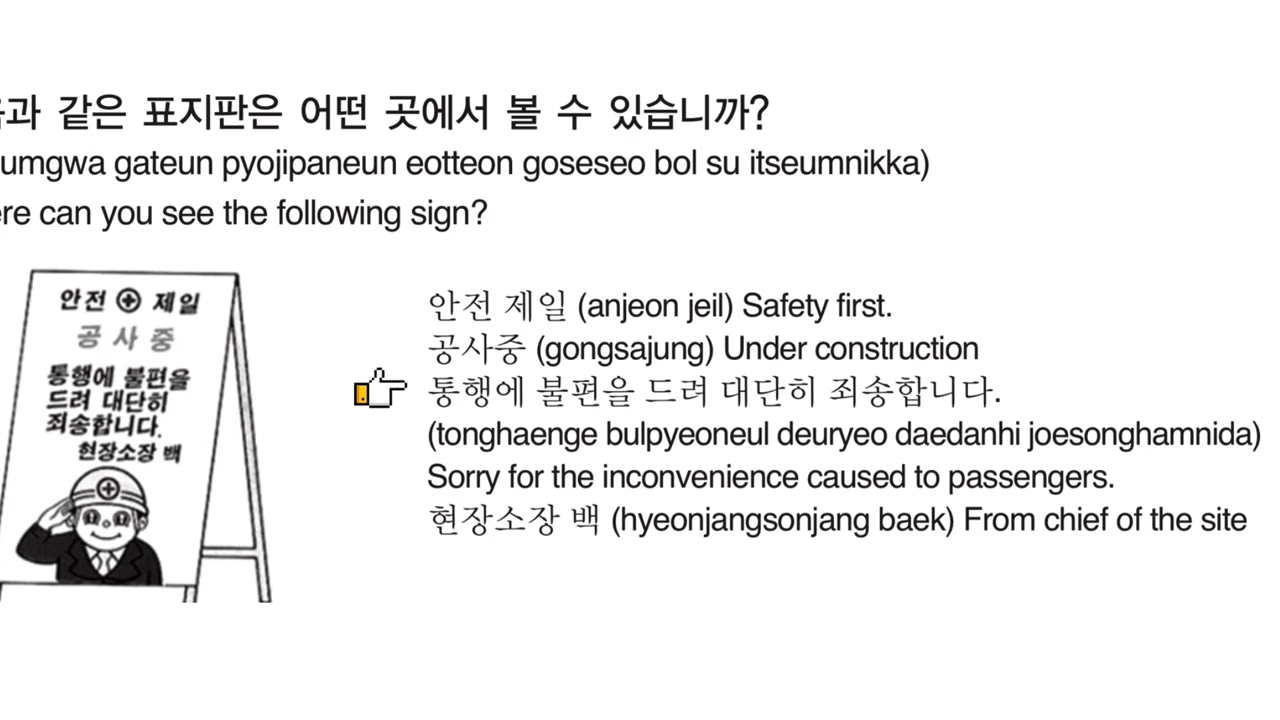 음과 같은 표지판은 어떤 곳에서 볼 수 있습니까?
umgwa gateun pyojipaneun eotteon goseseo bol su itseumnikka)
ere can you see the following sign?
안전 제일
공사중
통행에 불편을
드려 대단히
죄송합니다.
현장소장 백
안전 제일 (anjeon jeil) Safety first.
공사중 (gongsajung) Under construction
통행에 불편을 드려 대단히 죄송합니다.
(tonghaenge bulpyeoneul deuryeo daedanhi joesonghamnida)
Sorry for the inconvenience caused to passengers.
현장소장 백 (hyeonjangsonjang baek) From chief of the site